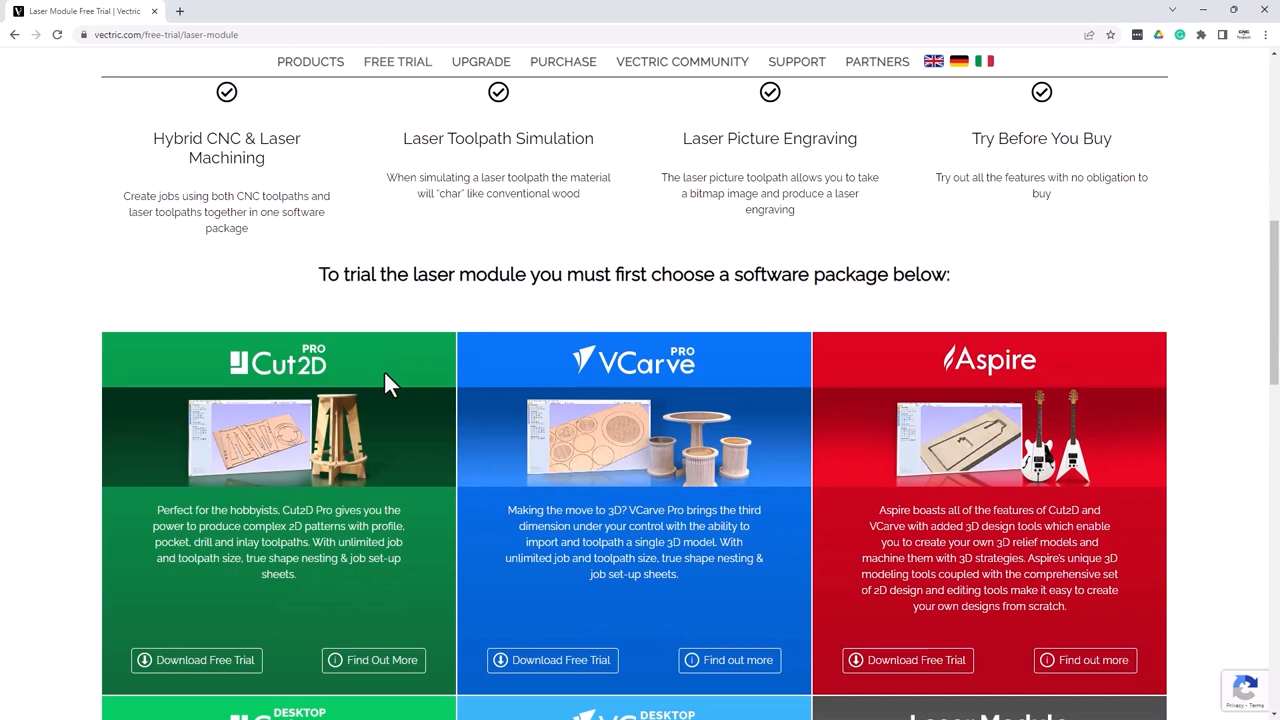 Laser Module Free Trial | Vectric
vectric.com/free-trial/laser-module
PRODUCTS FREE TRIAL UPGRADE PURCHASE VECTRIC COMMUNITY SUPPORT PARTNERS
Hybrid CNC & Laser
Machining
Create jobs using both CNC toolpaths and
laser toolpaths together in one software
package
Laser Toolpath Simulation
When simulating a laser toolpath the material
will "char" like conventional wood
Laser Picture Engraving
The laser picture toolpath allows you to take
a bitmap image and produce a laser
engraving
Try Before You Buy
Try out all the features with no obligation to
buy
To trial the laser module you must first choose a software package below:
Cut2D PRO
Perfect for the hobbyists, Cut2D Pro gives you the
power to produce complex 2D patterns with profile,
pocket, drill and inlay toolpaths. With unlimited job
and toolpath size, true shape nesting & job set-up
sheets.
Download Free Trial Find Out More
VCarve PRO
Making the move to 3D? VCarve Pro brings the third
dimension under your control with the ability to
import and toolpath a single 3D model. With
unlimited job and toolpath size, true shape nesting &
job set-up sheets.
Download Free Trial Find out more
Aspire
Aspire boasts all of the features of Cut2D and
VCarve with added 3D design tools which enable
you to create your own 3D relief models and
machine them with 3D strategies. Aspire's unique 3D
modeling tools coupled with the comprehensive set
of 2D design and editing tools make it easy to create
your own designs from scratch.
Download Free Trial Find out more
DESKTOP
DESKTOP
Laser Module
Privacy - Terms